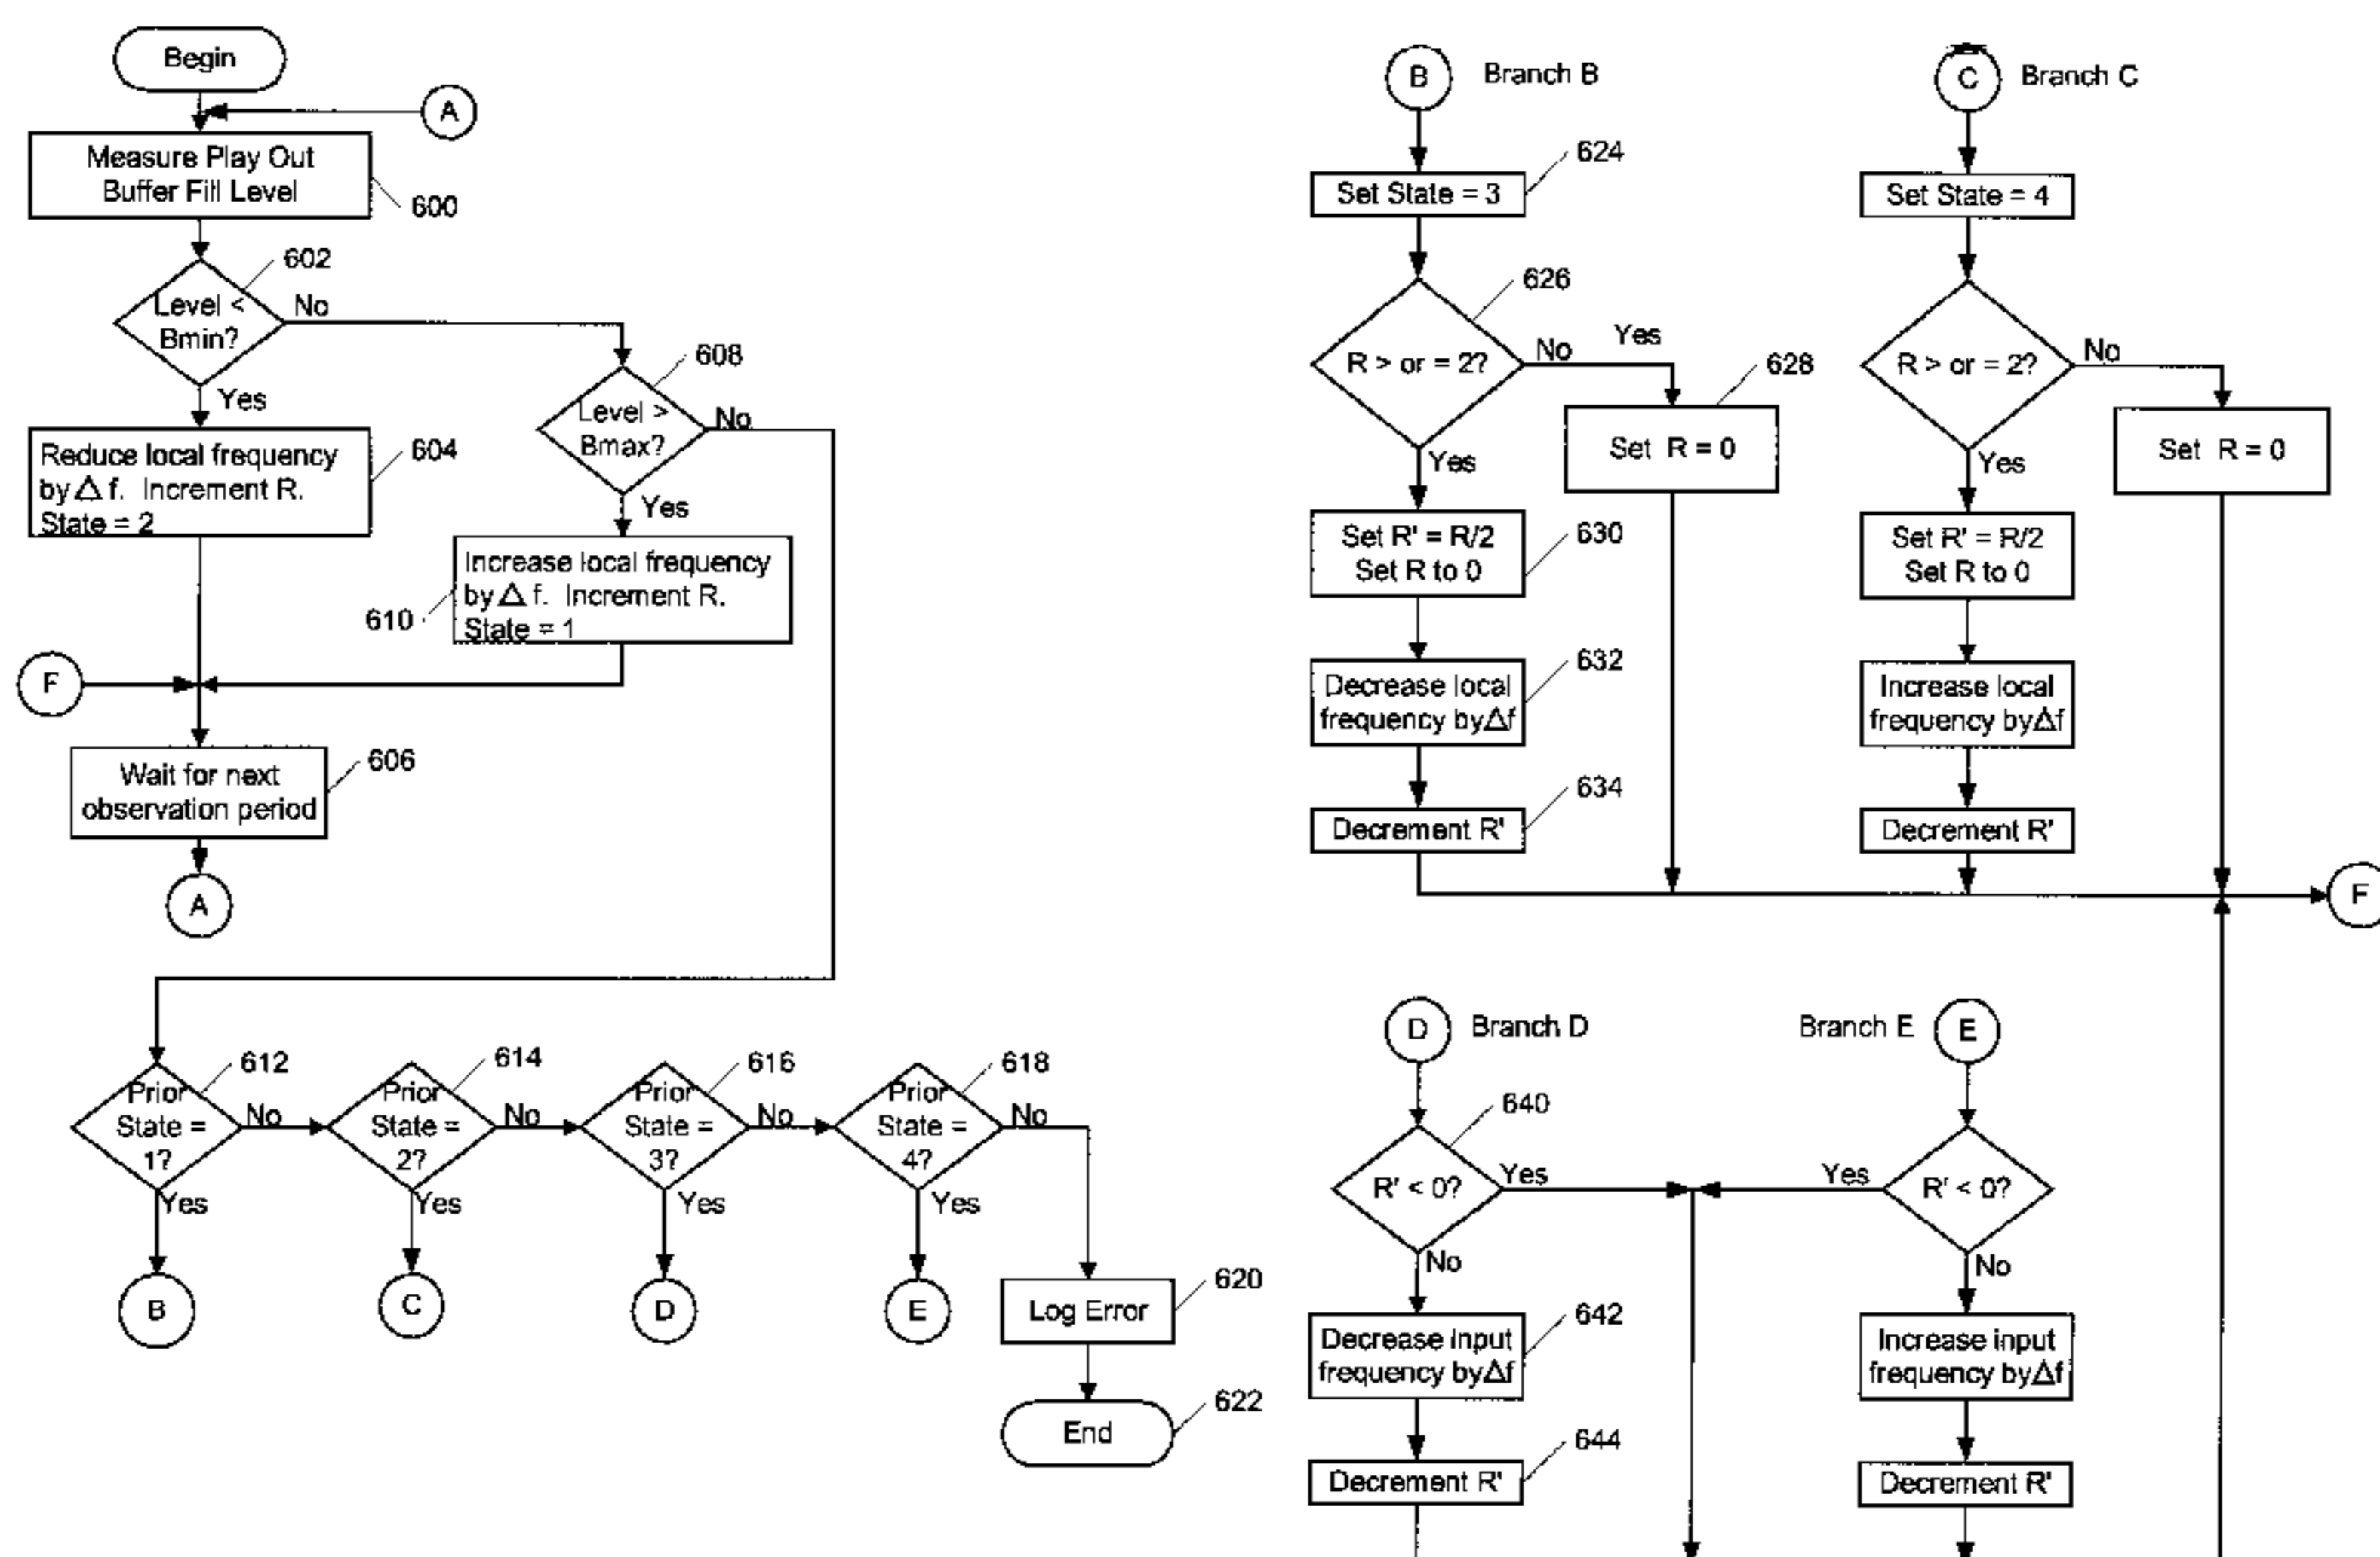 Begin
A
Measure Play Out
Buffer Fill Level
600
602
Level <
Bmin?
No
Yes
608
Level >
Bmax?
No
Yes
Reduce local frequency
by Δ f. Increment R.
State = 2
604
Increase local frequency
by Δ f. Increment R.
State = 1
610
F
Wait for next
observation period
606
A
612
Prior
State =
1?
No
Yes
B
614
Prior
State =
2?
No
Yes
C
616
Prior
State =
3?
No
Yes
D
618
Prior
State =
4?
No
Yes
E
Log Error
620
End
622
B
Branch B
624
Set State = 3
626
R > or = 2?
No
Yes
628
Set R = 0
Yes
Set R' = R/2
Set R to 0
630
Decrease local
frequency by Δf
632
Decrement R'
634
C
Branch C
Set State = 4
R > or = 2?
No
Set R = 0
Yes
Set R' = R/2
Set R to 0
Increase local
frequency by Δf
Decrement R'
F
D
Branch D
640
R' < 0?
Yes
No
Decrease input
frequency by Δf
642
Decrement R'
644
Branch E
E
Yes
R' < 0?
No
Increase input
frequency by Δf
Decrement R'